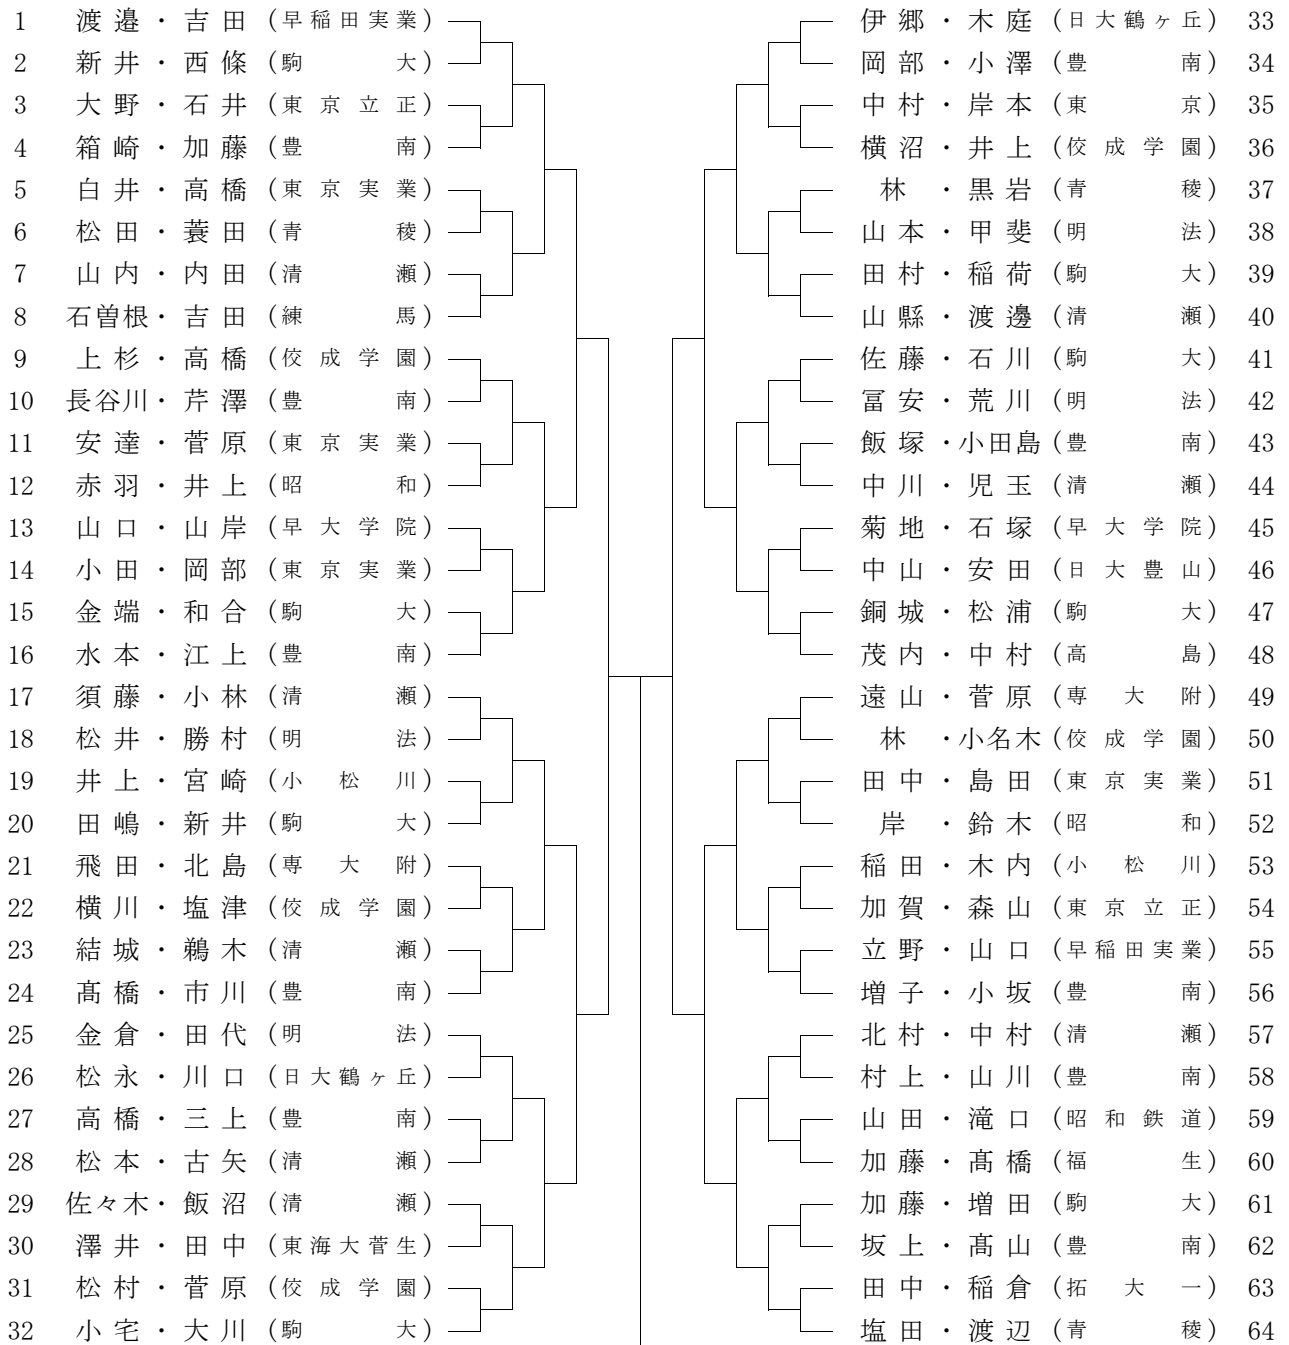 1 渡邉・吉田（早稲田実業）
2 新井・西條（駒大）
3 大野・石井（東京立正）
4 箱崎・加藤（豊南）
5 白井・高橋（東京実業）
6 松田・蓑田（青稜）
7 山内・内田（清瀬）
8 石曽根・吉田（練馬）
9 上杉・高橋（佼成学園）
10 長谷川・芹澤（豊南）
11 安達・菅原（東京実業）
12 赤羽・井上（昭和）
13 山口・山岸（早大学院）
14 小田・岡部（東京実業）
15 金端・和合（駒大）
16 水本・江上（豊南）
17 須藤・小林（清瀬）
18 松井・勝村（明法）
19 井上・宮崎（小松川）
20 田嶋・新井（駒大）
21 飛田・北島（専大附）
22 横川・塩津（佼成学園）
23 結城・鵜木（清瀬）
24 髙橋・市川（豊南）
25 金倉・田代（明法）
26 松永・川口（日大鶴ヶ丘）
27 高橋・三上（豊南）
28 松本・古矢（清瀬）
29 佐々木・飯沼（清瀬）
30 澤井・田中（東海大菅生）
31 松村・菅原（佼成学園）
32 小宅・大川（駒大）
伊郷・木庭（日大鶴ヶ丘）33
岡部・小澤（豊南）34
中村・岸本（東京）35
横沼・井上（佼成学園）36
林・黒岩（青稜）37
山本・甲斐（明法）38
田村・稲荷（駒大）39
山縣・渡邊（清瀬）40
佐藤・石川（駒大）41
冨安・荒川（明法）42
飯塚・小田島（豊南）43
中川・児玉（清瀬）44
菊地・石塚（早大学院）45
中山・安田（日大豊山）46
銅城・松浦（駒大）47
茂内・中村（高島）48
遠山・菅原（専大附）49
林・小名木（佼成学園）50
田中・島田（東京実業）51
岸・鈴木（昭和）52
稲田・木内（小松川）53
加賀・森山（東京立正）54
立野・山口（早稲田実業）55
増子・小坂（豊南）56
北村・中村（清瀬）57
村上・山川（豊南）58
山田・滝口（昭和鉄道）59
加藤・髙橋（福生）60
加藤・増田（駒大）61
坂上・髙山（豊南）62
田中・稲倉（拓大一）63
塩田・渡辺（青稜）64